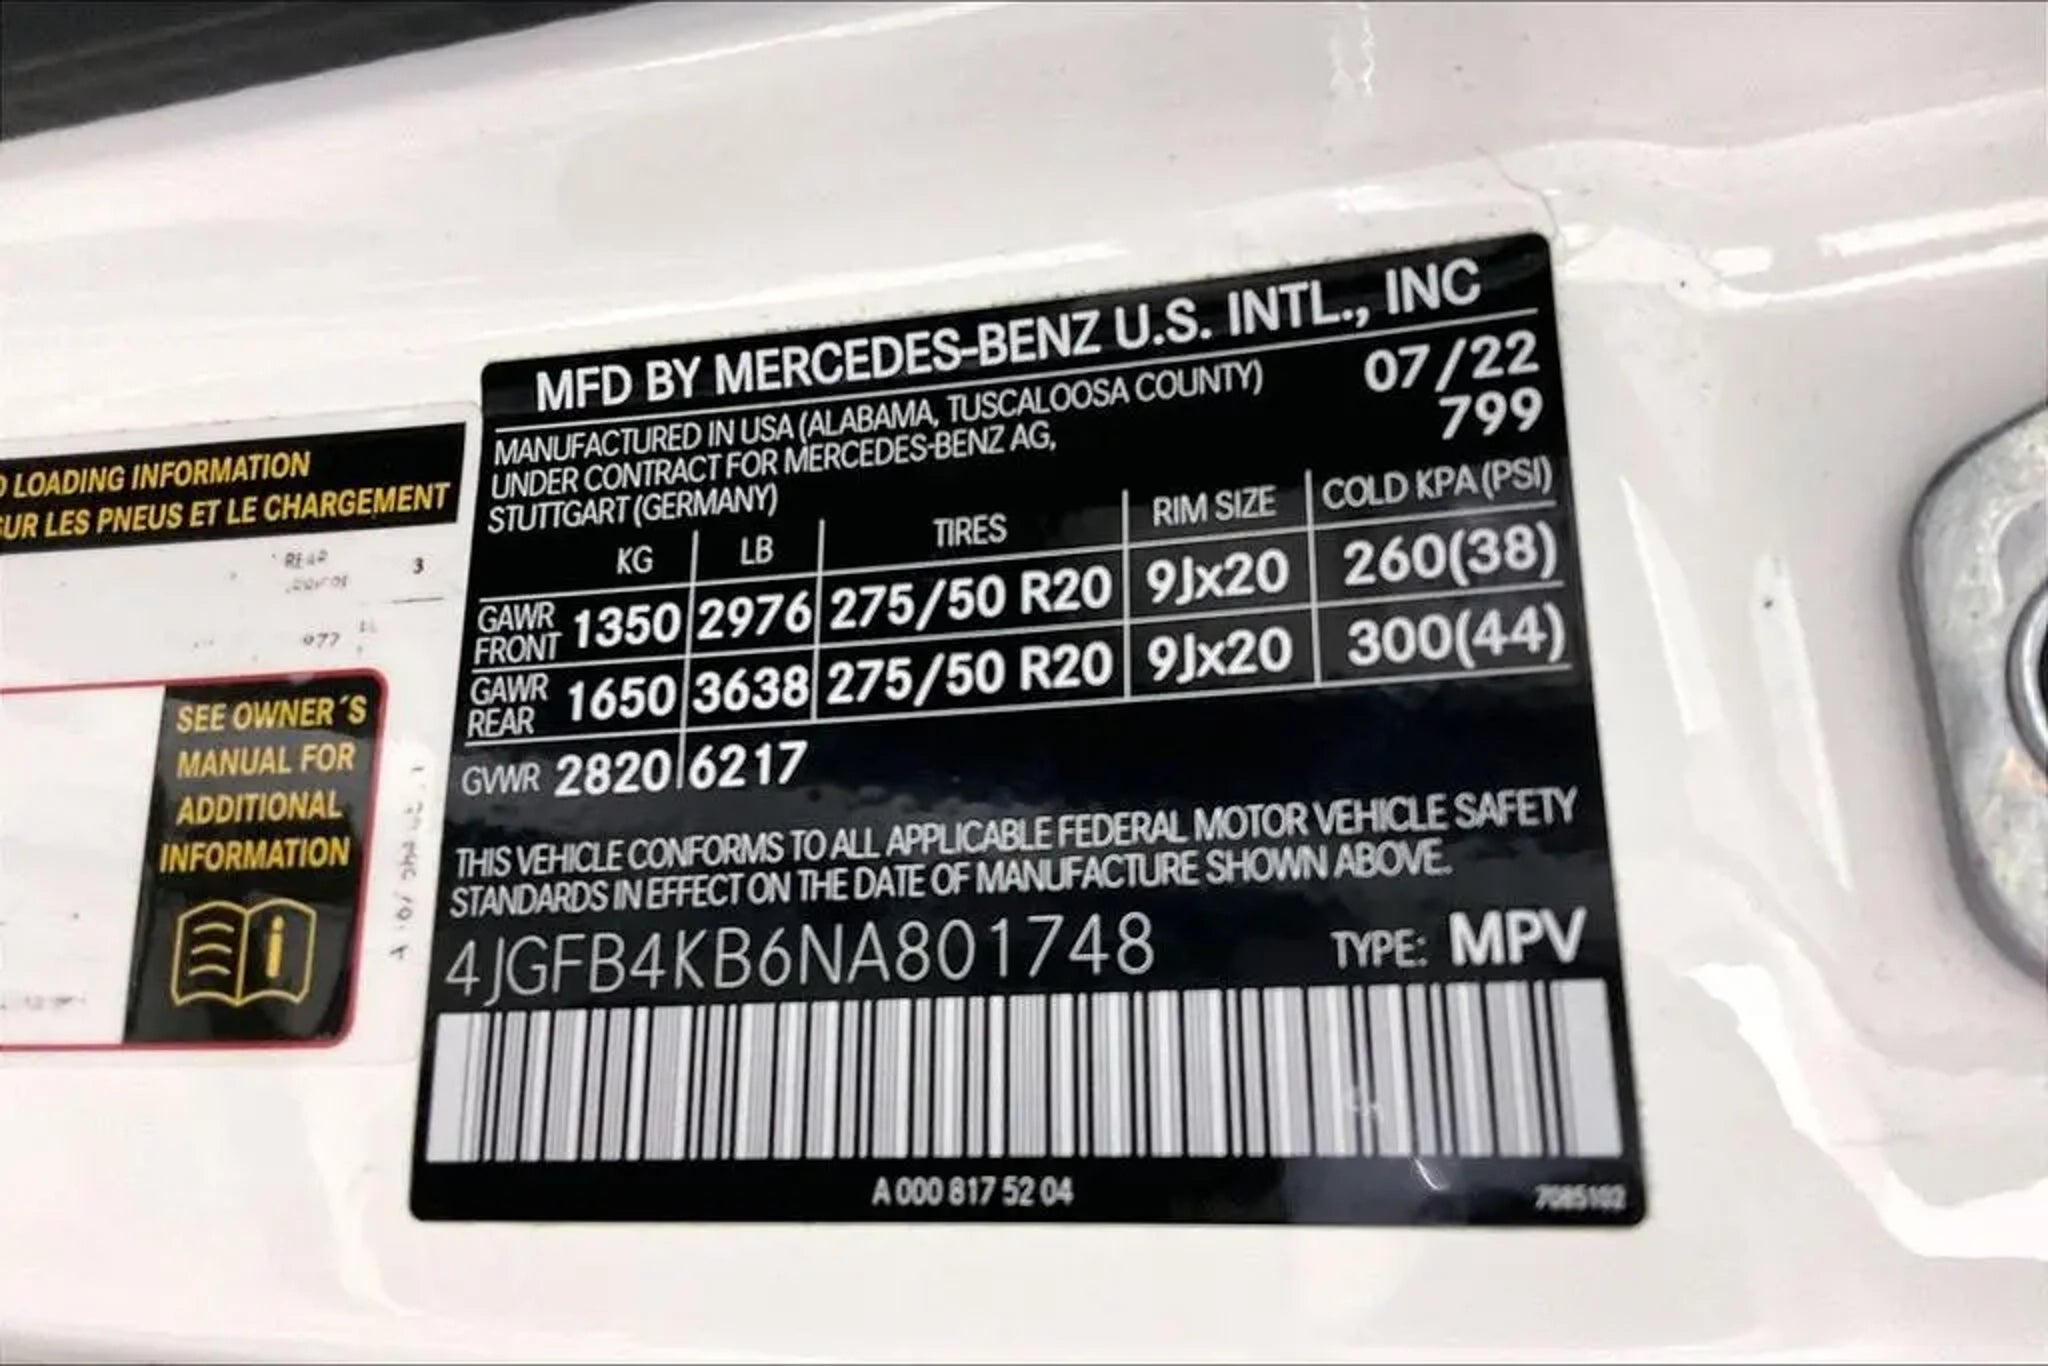 MFD BY MERCEDES-BENZ U.S. INTL., INC
MANUFACTURED IN USA (ALABAMA, TUSCALOOSA COUNTY) 07/22
UNDER CONTRACT FOR MERCEDES-BENZ AG, 799
STUTTGART (GERMANY)
KG LB TIRES RIM SIZE COLD KPA (PSI)
GAWR FRONT 1350 2976 275/50 R20 9Jx20 260(38)
GAWR REAR 1650 3638 275/50 R20 9Jx20 300(44)
GVWR 2820 6217
THIS VEHICLE CONFORMS TO ALL APPLICABLE FEDERAL MOTOR VEHICLE SAFETY
STANDARDS IN EFFECT ON THE DATE OF MANUFACTURE SHOWN ABOVE.
4JGFB4KB6NA801748 TYPE: MPV
A 000 817 52 04 7085102
LOADING INFORMATION
SUR LES PNEUS ET LE CHARGEMENT
REAR 3
SEE OWNER´S
MANUAL FOR
ADDITIONAL
INFORMATION